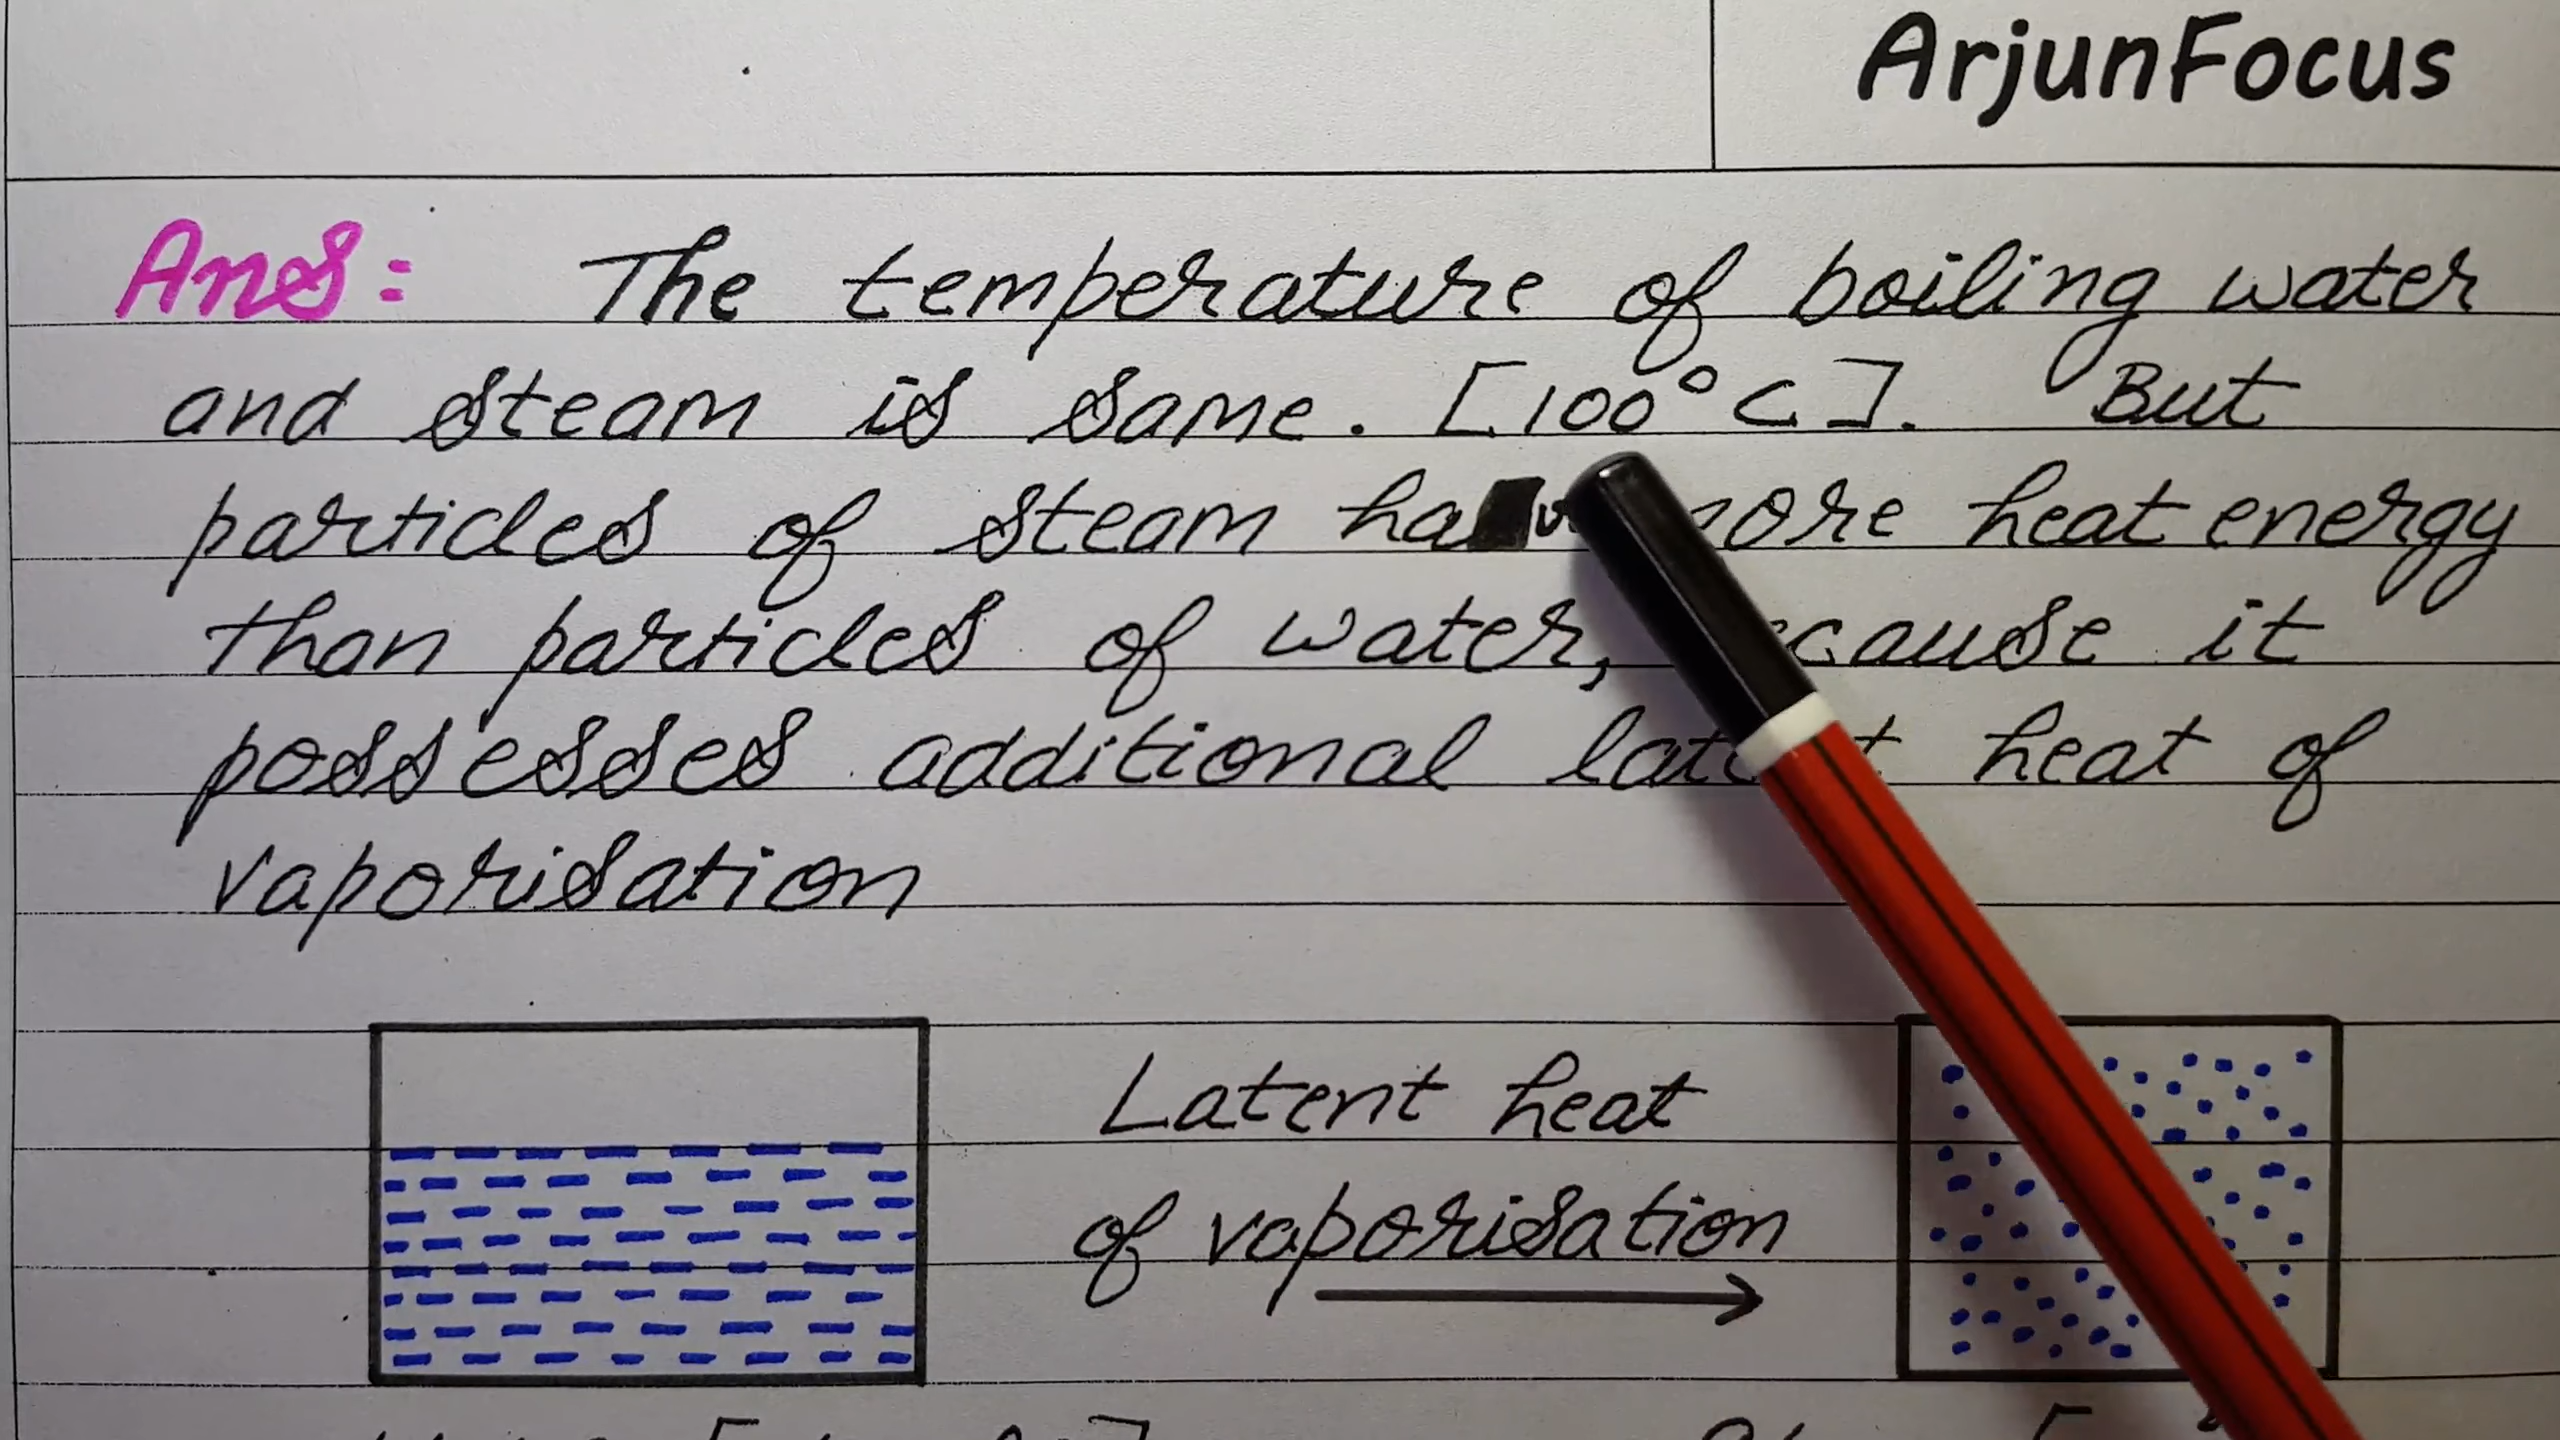 ArjunFocus
Ans: The temperature of boiling water
and steam is same. [100°C]. But
particles of steam heat energy
than particles of water, it
possesses additional heat of
vaporisation
Latent heat
of vaporisation